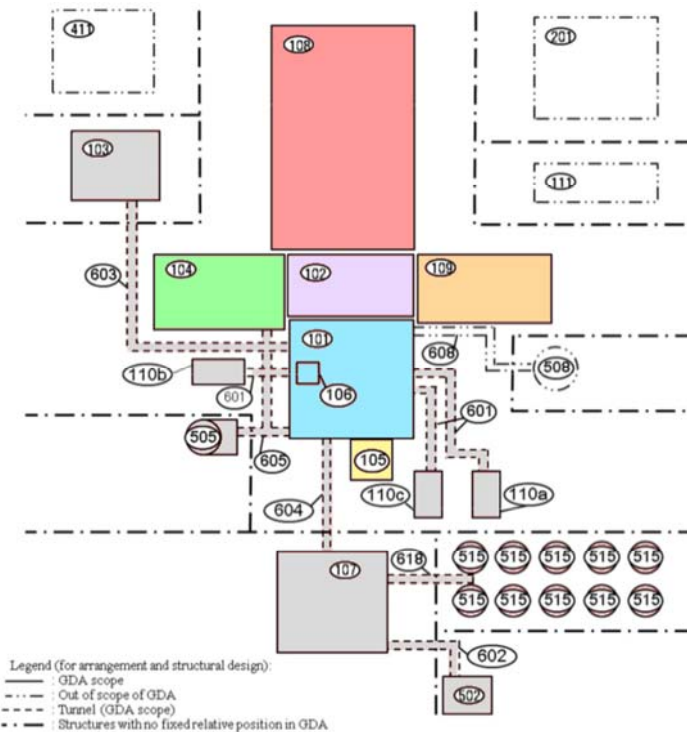 411
108
201
103
111
603
104
102
109
101
608
508
110b
601
106
601
505
605
105
604
110c
110a
107
618
515 515 515 515 515
515 515 515 515 515
602
502
Legend (for arrangement and structural design):
: GDA scope
: Out of scope of GDA
: Tunnel (GDA scope)
: Structures with no fixed relative position in GDA